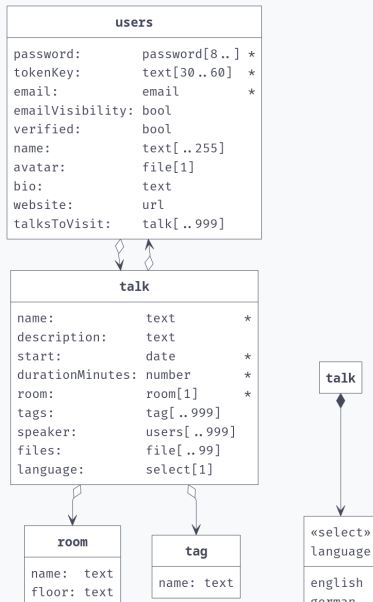 users
password: password[8..] *
tokenKey: text[30..60] *
email: email *
emailVisibility: bool
verified: bool
name: text[..255]
avatar: file[1]
bio: text
website: url
talksToVisit: talk[..999]
talk
name: text *
description: text
start: date *
durationMinutes: number *
room: room[1] *
tags: tag[..999]
speaker: users[..999]
files: file[..99]
language: select[1]
room
name: text
floor: text
tag
name: text
talk
«select»
language
english
german